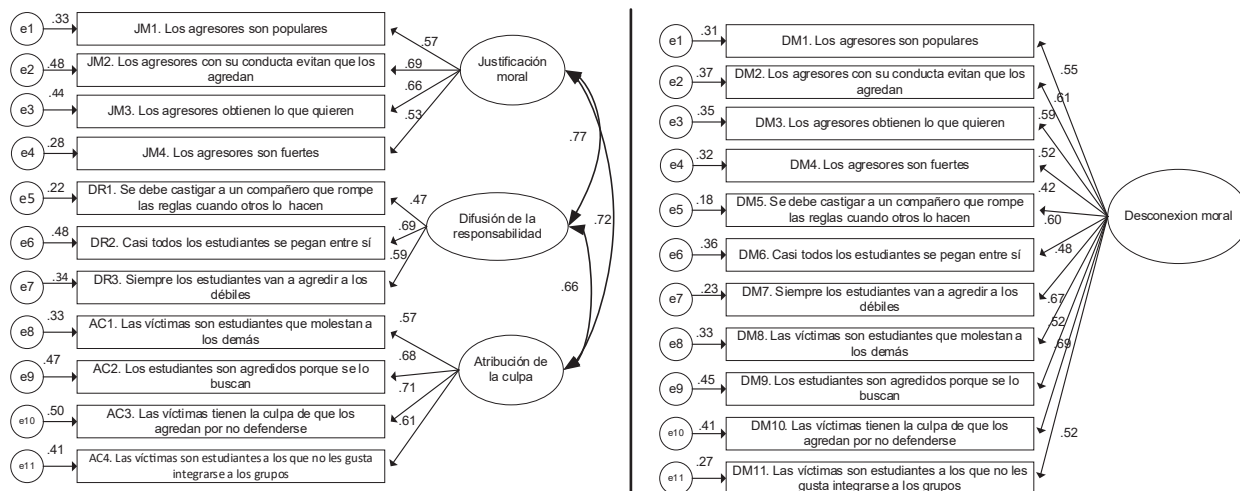 e1
.33
JM1. Los agresores son populares
.57
e2
.48
JM2. Los agresores con su conducta evitan que los
agredan
.69
e3
.44
JM3. Los agresores obtienen lo que quieren
.66
e4
.28
JM4. Los agresores son fuertes
.53
Justificación
moral
e5
.22
DR1. Se debe castigar a un compañero que rompe
las reglas cuando otros lo hacen
.47
e6
.48
DR2. Casi todos los estudiantes se pegan entre sí
.69
e7
.34
DR3. Siempre los estudiantes van a agredir a los
débiles
.59
Difusión de la
responsabilidad
e8
.33
AC1. Las víctimas son estudiantes que molestan a
los demás
.57
e9
.47
AC2. Los estudiantes son agredidos porque se lo
buscan
.68
e10
.50
AC3. Las víctimas tienen la culpa de que los
agredan por no defenderse
.71
e11
.41
AC4. Las víctimas son estudiantes a los que no les gusta
integrarse a los grupos
.61
Atribución de
la culpa
.77
.72
.66
e1
.31
DM1. Los agresores son populares
.55
e2
.37
DM2. Los agresores con su conducta evitan que los
agredan
.61
e3
.35
DM3. Los agresores obtienen lo que quieren
.59
e4
.32
DM4. Los agresores son fuertes
.52
e5
.18
DM5. Se debe castigar a un compañero que rompe
las reglas cuando otros lo hacen
.42
e6
.36
DM6. Casi todos los estudiantes se pegan entre sí
.60
e7
.23
DM7. Siempre los estudiantes van a agredir a los
débiles
.48
e8
.33
DM8. Las víctimas son estudiantes que molestan a
los demás
.67
e9
.45
DM9. Los estudiantes son agredidos porque se lo
buscan
.52
e10
.41
DM10. Las víctimas tienen la culpa de que los
agredan por no defenderse
.69
e11
.27
DM11. Las víctimas son estudiantes a los que no les
gusta integrarse a los grupos
.52
Desconexion moral